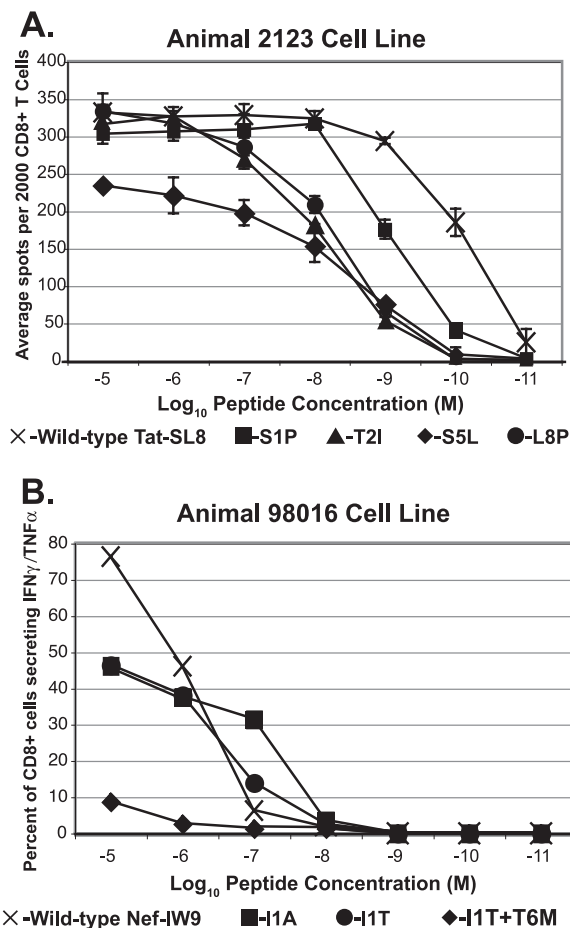 A.
Animal 2123 Cell Line
Average spots per 2000 CD8+ T Cells
400
350
300
250
200
150
100
50
0
-5 -6 -7 -8 -9 -10 -11
Log10 Peptide Concentration (M)
×-Wild-type Tat-SL8 ■-S1P ▲-T2I ◆-S5L ●-L8P
B.
Animal 98016 Cell Line
Percent of CD8+ cells secreting IFNγ/TNFα
80
70
60
50
40
30
20
10
0
-5 -6 -7 -8 -9 -10 -11
Log10 Peptide Concentration (M)
×-Wild-type Nef-IW9 ■-I1A ●-I1T ◆-I1T+T6M